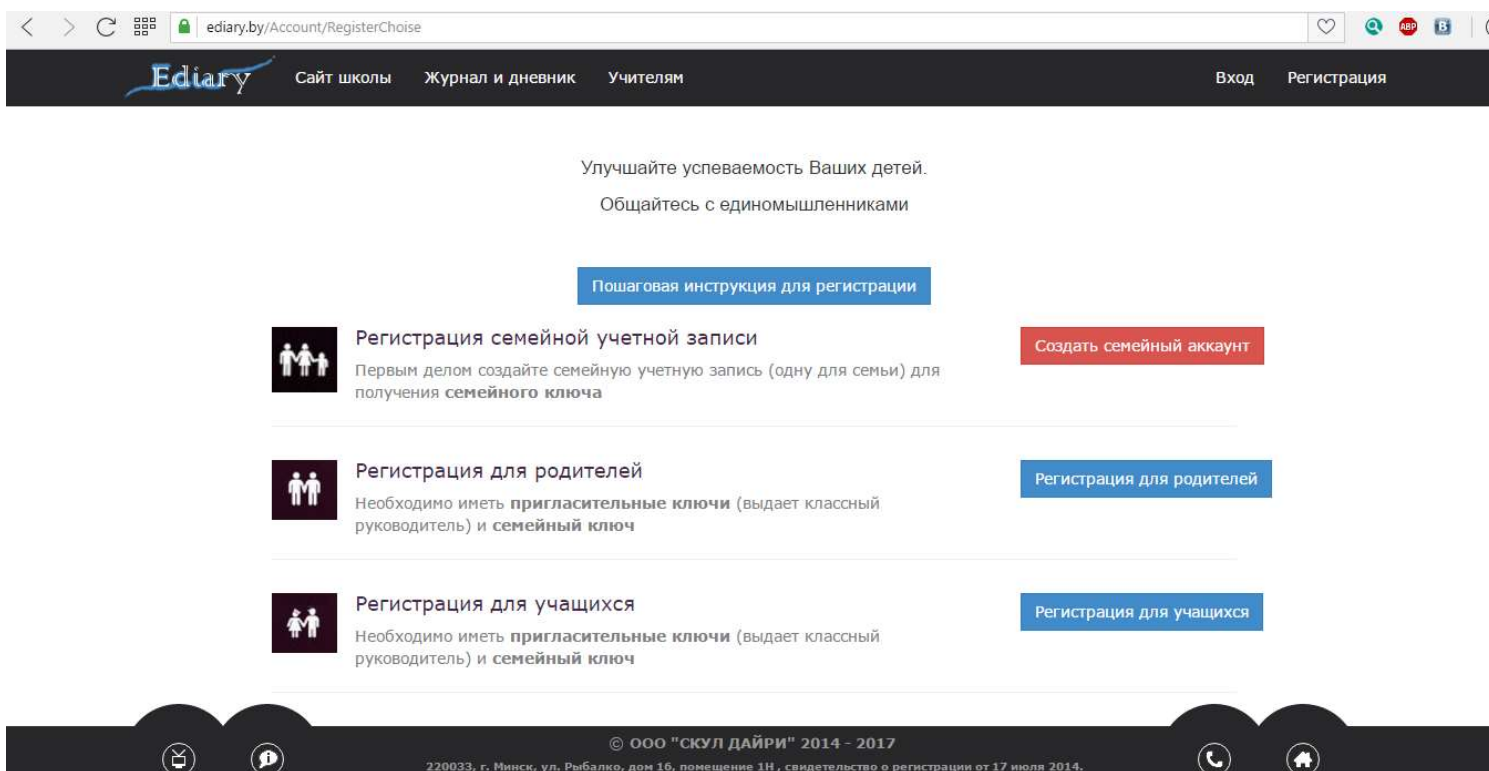 ediary.by/Account/RegisterChoise
ABP
B
Ediary Сайт школы Журнал и дневник Учителям Вход Регистрация
Улучшайте успеваемость Ваших детей.
Общайтесь с единомышленниками
Пошаговая инструкция для регистрации
Регистрация семейной учетной записи
Первым делом создайте семейную учетную запись (одну для семьи) для
получения семейного ключа
Создать семейный аккаунт
Регистрация для родителей
Необходимо иметь пригласительные ключи (выдает классный
руководитель) и семейный ключ
Регистрация для родителей
Регистрация для учащихся
Необходимо иметь пригласительные ключи (выдает классный
руководитель) и семейный ключ
Регистрация для учащихся
© ООО "СКУЛ ДАЙРИ" 2014 - 2017
220033, г. Минск, ул. Рыбалко, дом 16, помещение 1Н , свидетельство о регистрации от 17 июля 2014,